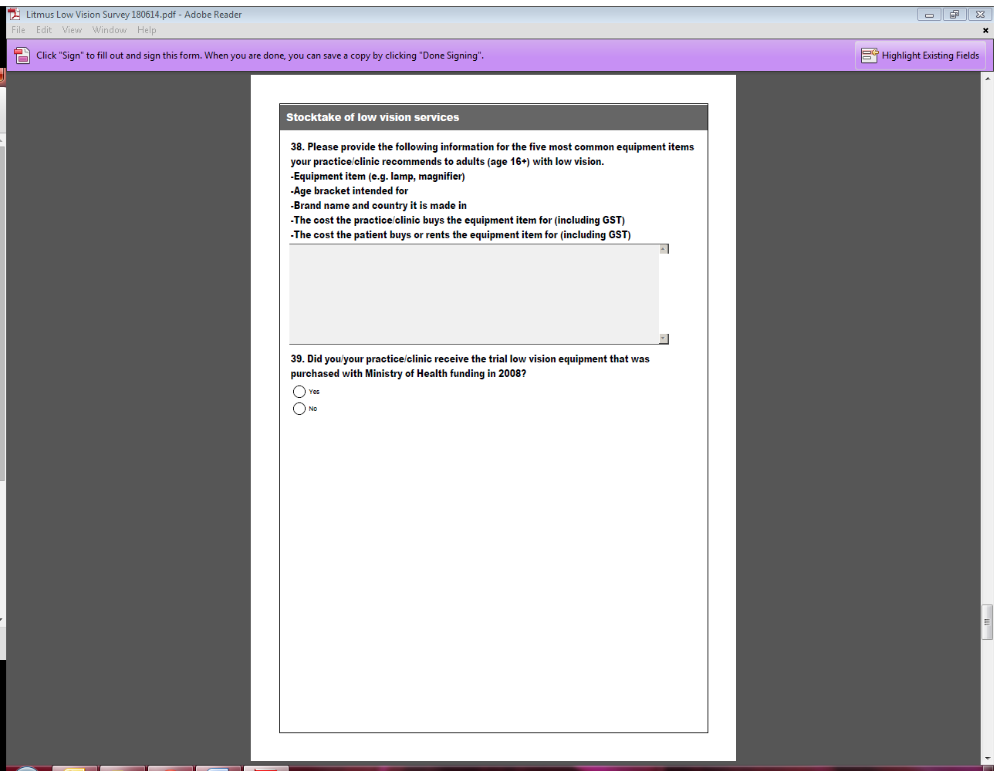 Litmus Low Vision Survey 180614.pdf - Adobe Reader
File Edit View Window Help
Click "Sign" to fill out and sign this form. When you are done, you can save a copy by clicking "Done Signing".
Highlight Existing Fields
Stocktake of low vision services
38. Please provide the following information for the five most common equipment items
your practice/clinic recommends to adults (age 16+) with low vision.
-Equipment item (e.g. lamp, magnifier)
-Age bracket intended for
-Brand name and country it is made in
-The cost the practice/clinic buys the equipment item for (including GST)
-The cost the patient buys or rents the equipment item for (including GST)
39. Did you/your practice/clinic receive the trial low vision equipment that was
purchased with Ministry of Health funding in 2008?
Yes
No